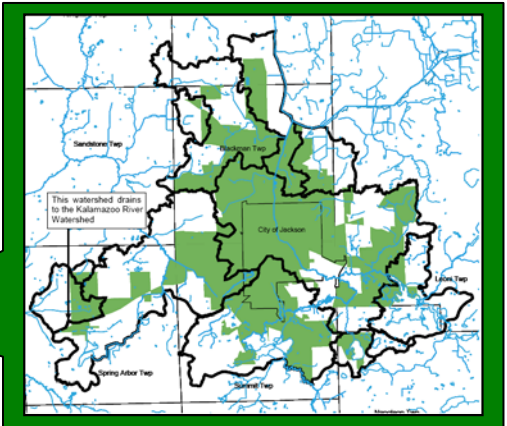 Sandstone Twp
Blackman Twp
This watershed drains
to the Kalamazoo River
Watershed
City of Jackson
Leoni Twp
Spring Arbor Twp
Summit Twp